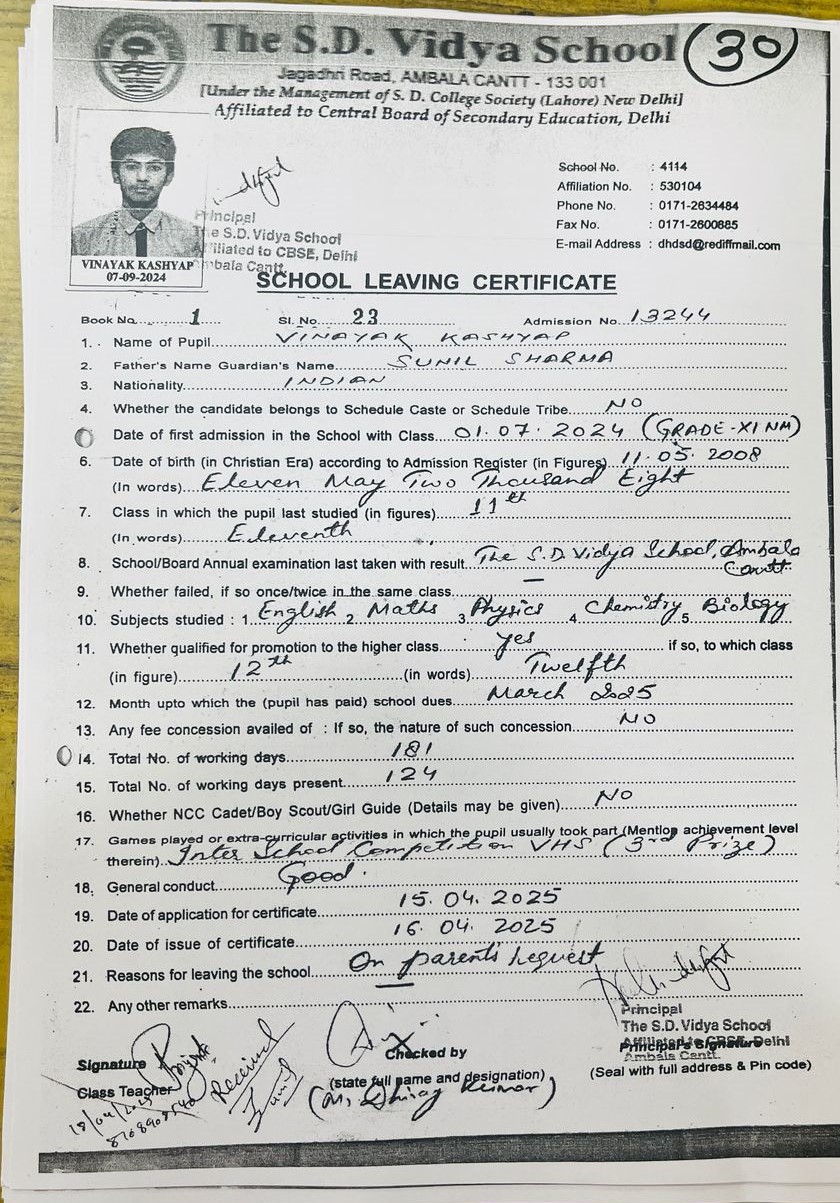 The S.D. Vidya School
30
Jagadhri Road, AMBALA CANTT - 133 001
[Under the Management of S. D. College Society (Lahore) New Delhi]
Affiliated to Central Board of Secondary Education, Delhi
School No. : 4114
Affiliation No. : 530104
Phone No. : 0171-2634484
Fax No. : 0171-2600885
E-mail Address : dhdsd@rediffmail.com
Principal
The S.D. Vidya School
Affiliated to CBSE, Delhi
Ambala Cantt.
VINAYAK KASHYAP
07-09-2024
SCHOOL LEAVING CERTIFICATE
Book No. 1 Sl. No. 23 Admission No. 13244
1. Name of Pupil VINAYAK KASHYAP
2. Father's Name Guardian's Name SUNIL SHARMA
3. Nationality INDIAN
4. Whether the candidate belongs to Schedule Caste or Schedule Tribe NO
Date of first admission in the School with Class 01.07.2024 (GRADE-XI NM)
6. Date of birth (in Christian Era) according to Admission Register (in Figures) 11.05.2008
(In words) Eleven May Two Thousand Eight
7. Class in which the pupil last studied (in figures) 11th
(In words) Eleventh
8. School/Board Annual examination last taken with result The S.D. Vidya School, Ambala Cantt.
9. Whether failed, if so once/twice in the same class —
10. Subjects studied : 1. English 2. Maths 3. Physics 4. Chemistry 5. Biology
11. Whether qualified for promotion to the higher class Yes if so, to which class
(in figure) 12th (in words) Twelfth
12. Month upto which the (pupil has paid) school dues March 2025
13. Any fee concession availed of : If so, the nature of such concession NO
14. Total No. of working days 181
15. Total No. of working days present 124
16. Whether NCC Cadet/Boy Scout/Girl Guide (Details may be given) NO
17. Games played or extra-curricular activities in which the pupil usually took part (Mention achievement level
therein) Inter School Competition VHS (3rd Prize)
18. General conduct Good.
19. Date of application for certificate 15.04.2025
20. Date of issue of certificate 16.04.2025
21. Reasons for leaving the school On parents request
22. Any other remarks
Principal
The S.D. Vidya School
Affiliated to CBSE, Delhi
Principal's Signature
Ambala Cantt.
(Seal with full address & Pin code)
Signature
Class Teacher
Received
Checked by
(state full name and designation)